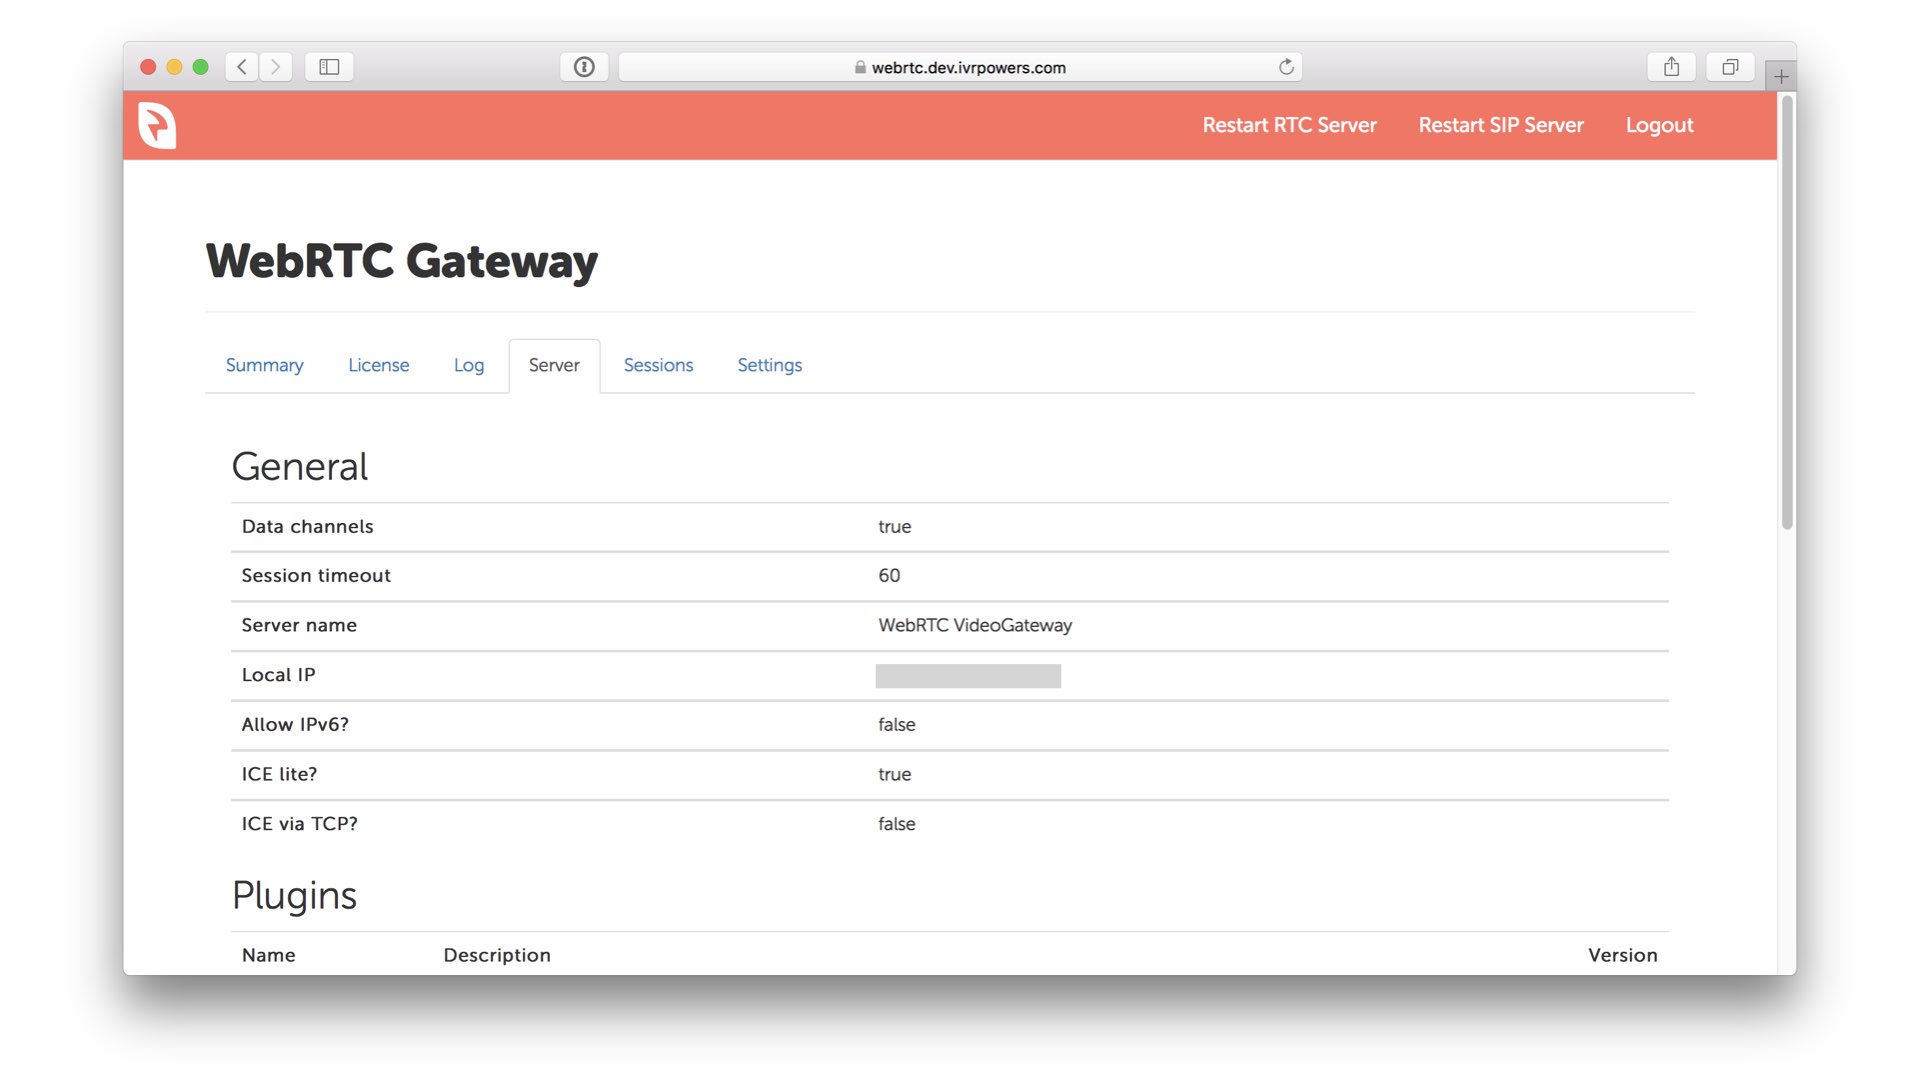 webrtc.dev.ivrpowers.com
Restart RTC Server Restart SIP Server Logout
WebRTC Gateway
Summary License Log Server Sessions Settings
General
Data channels true
Session timeout 60
Server name WebRTC VideoGateway
Local IP
Allow IPv6? false
ICE lite? true
ICE via TCP? false
Plugins
Name Description Version